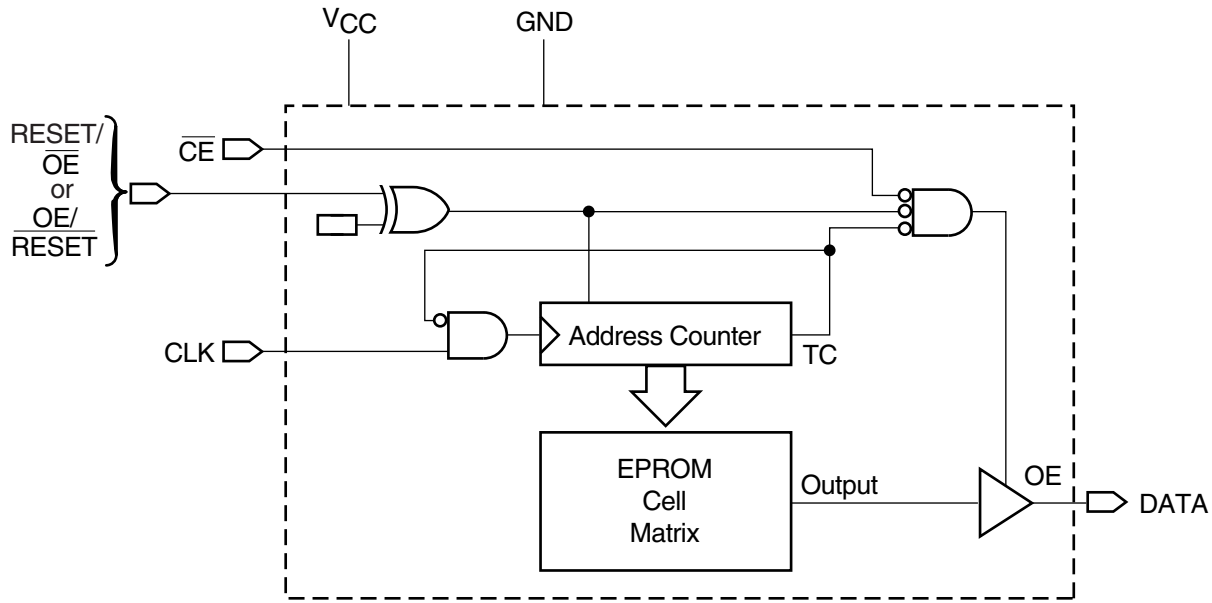 VCC
GND
RESET/
OE
or
OE/
RESET
CE
CLK
Address Counter
TC
EPROM
Cell
Matrix
Output
OE
DATA